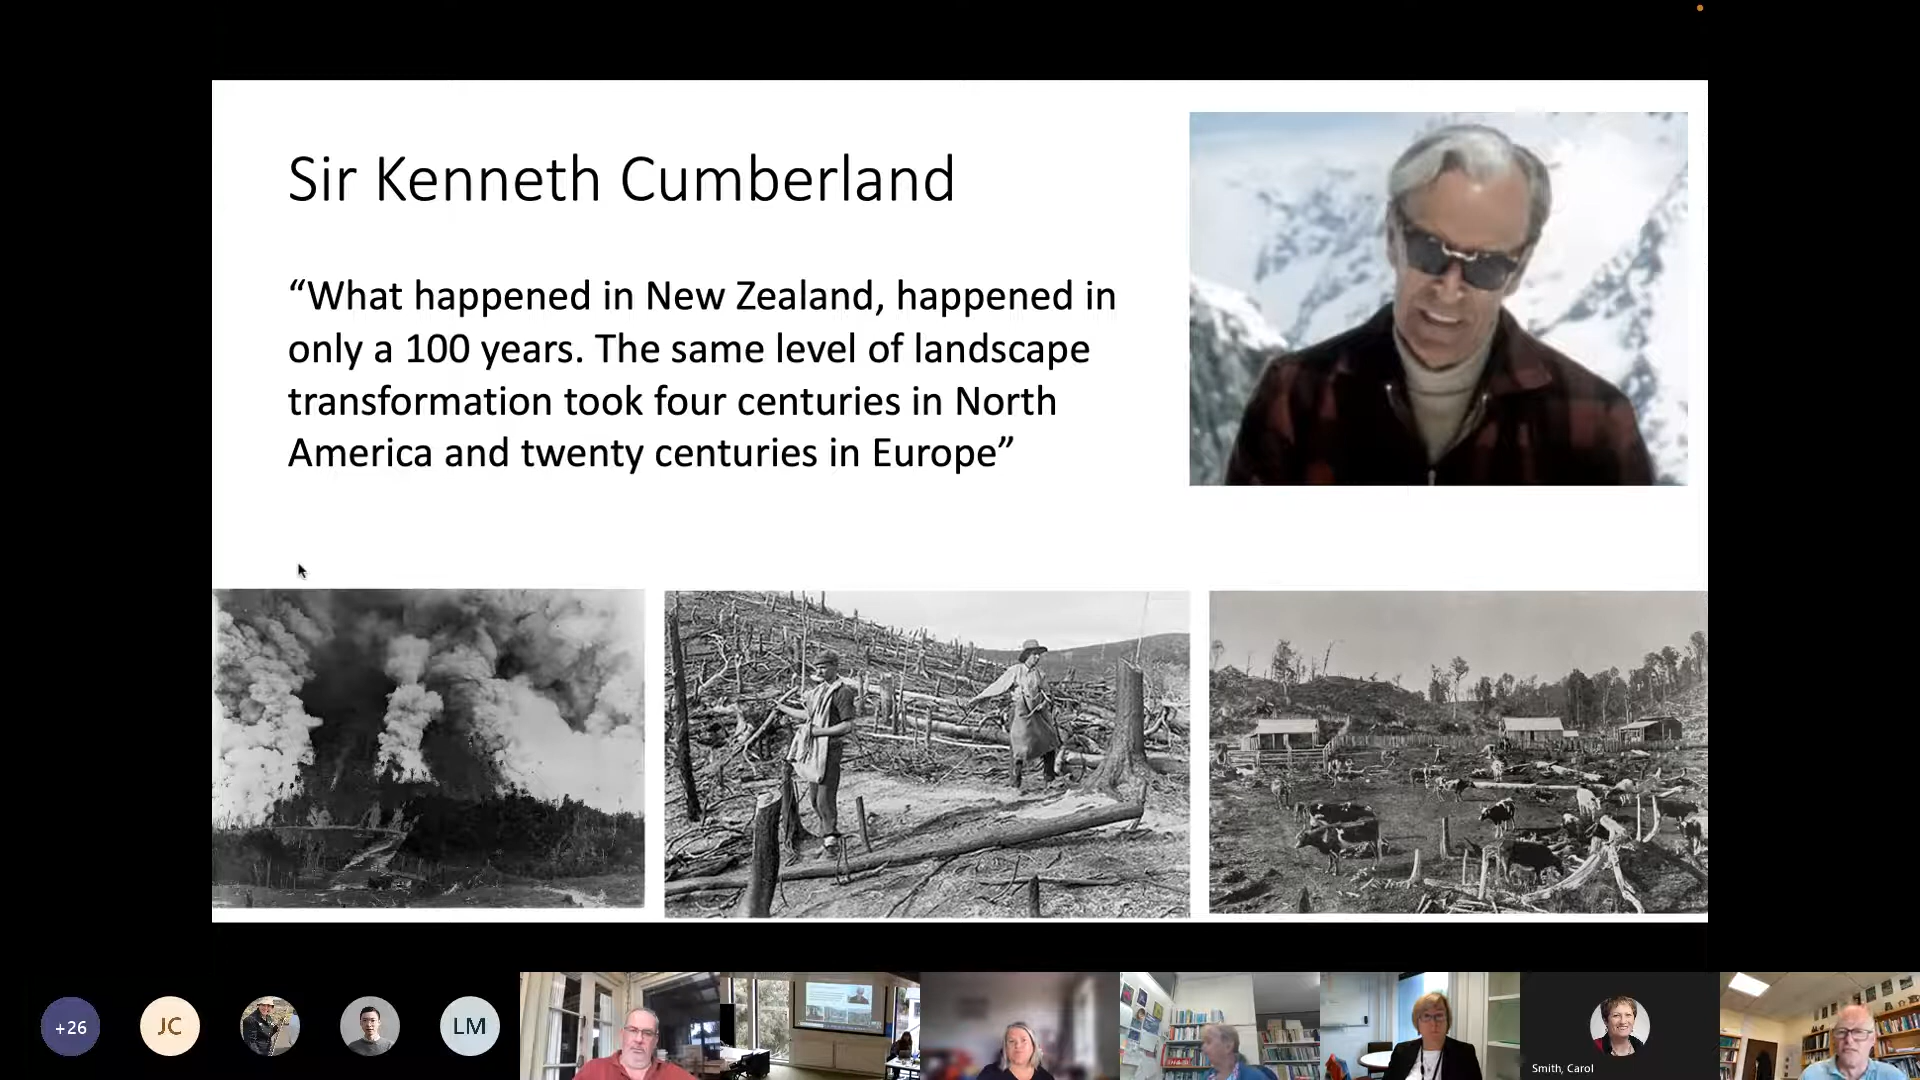 Sir Kenneth Cumberland
“What happened in New Zealand, happened in
only a 100 years. The same level of landscape
transformation took four centuries in North
America and twenty centuries in Europe”
+26
JC
LM
Smith, Carol